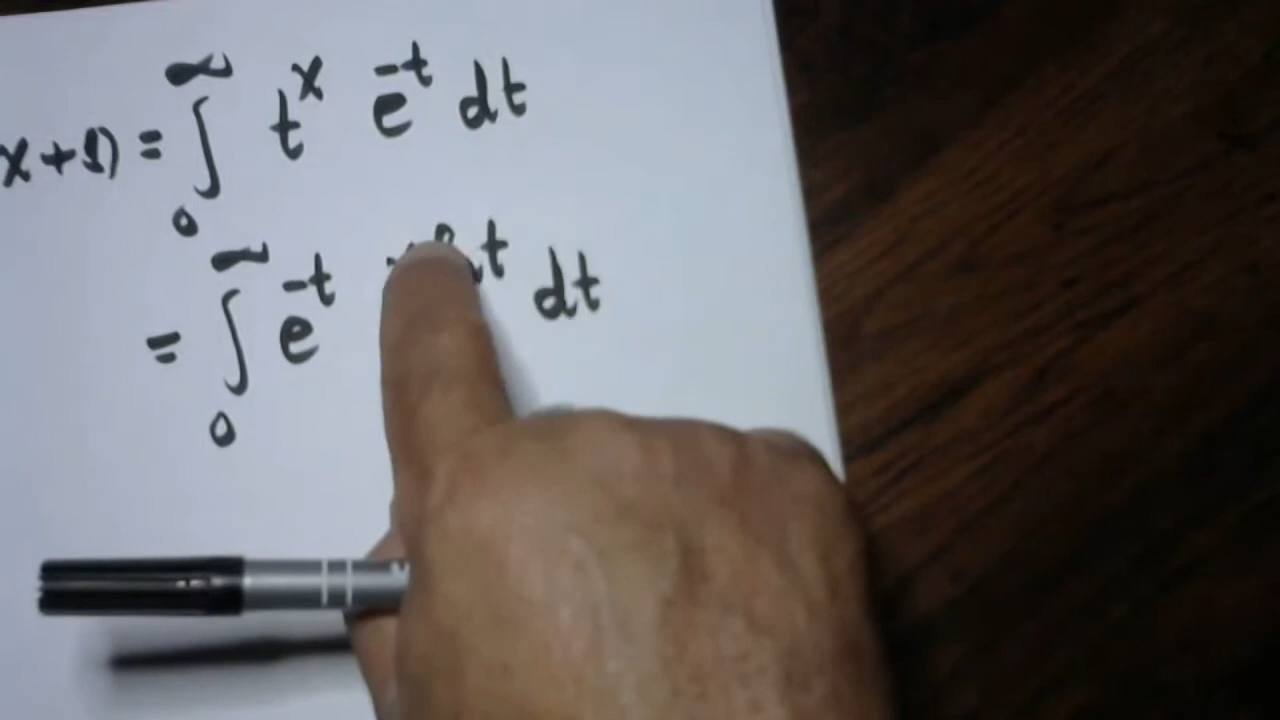 x+1) = ∫₀^∞ t^x e^-t dt
= ∫₀^∞ e^-t t dt